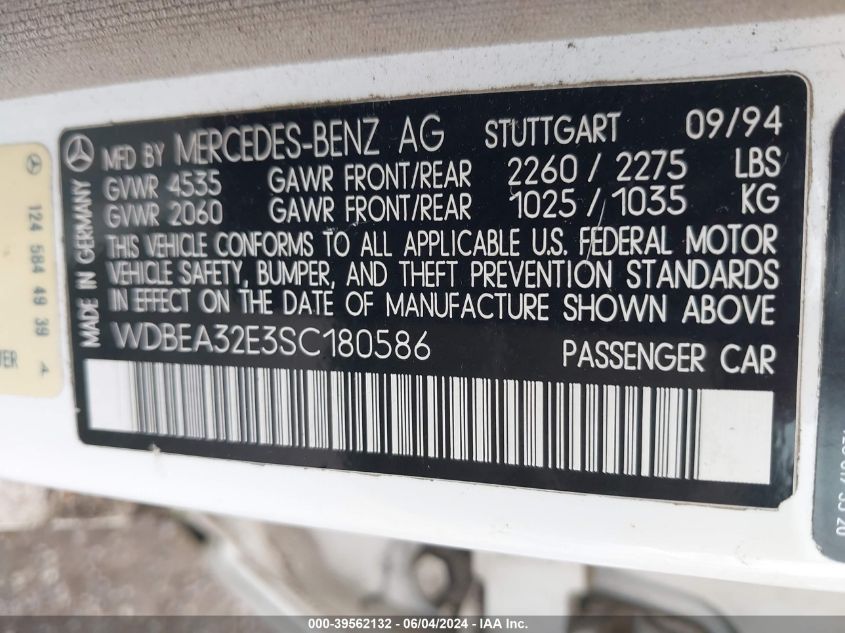 MFD BY MERCEDES-BENZ AG STUTTGART 09/94
GVWR 4535 GAWR FRONT/REAR 2260 / 2275 LBS
GVWR 2060 GAWR FRONT/REAR 1025 / 1035 KG
THIS VEHICLE CONFORMS TO ALL APPLICABLE U.S. FEDERAL MOTOR
VEHICLE SAFETY, BUMPER, AND THEFT PREVENTION STANDARDS
IN EFFECT ON THE DATE OF MANUFACTURE SHOWN ABOVE
WDBEA32E3SC180586 PASSENGER CAR
MADE IN GERMANY
124 584 49 39
000-39562132 - 06/04/2024 - IAA Inc.